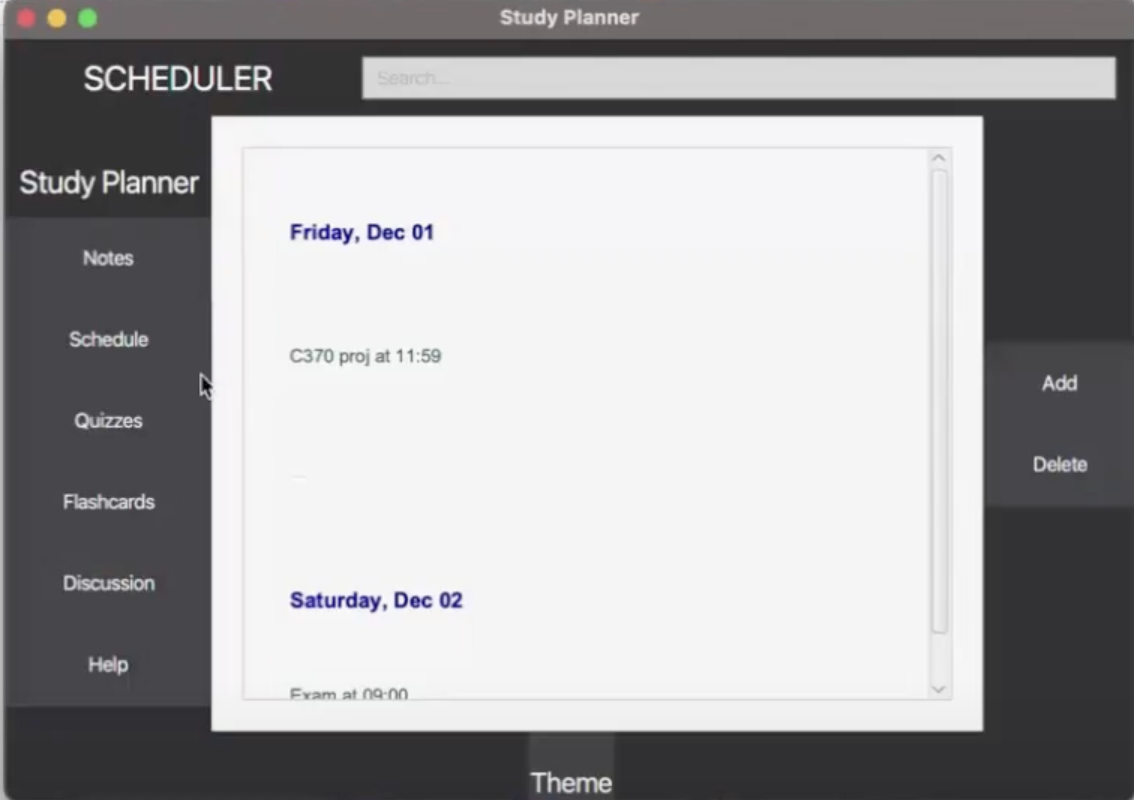 Study Planner
SCHEDULER
Search...
Study Planner
Notes
Schedule
Quizzes
Flashcards
Discussion
Help
Friday, Dec 01
C370 proj at 11:59
Saturday, Dec 02
Exam at 09:00
Add
Delete
Theme